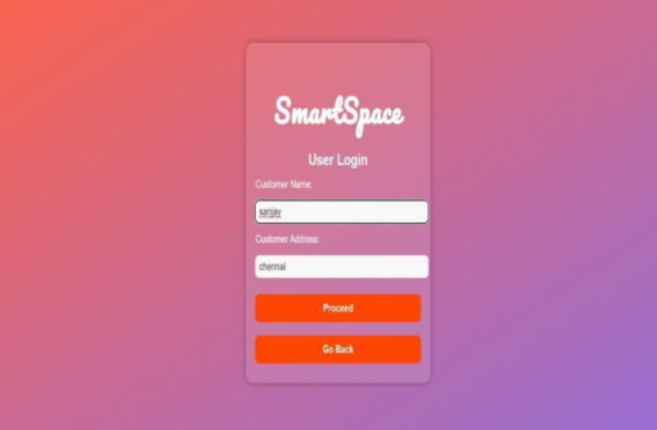 SmartSpace
User Login
Customer Name:
sanjay
Customer Address:
chennai
Proceed
Go Back